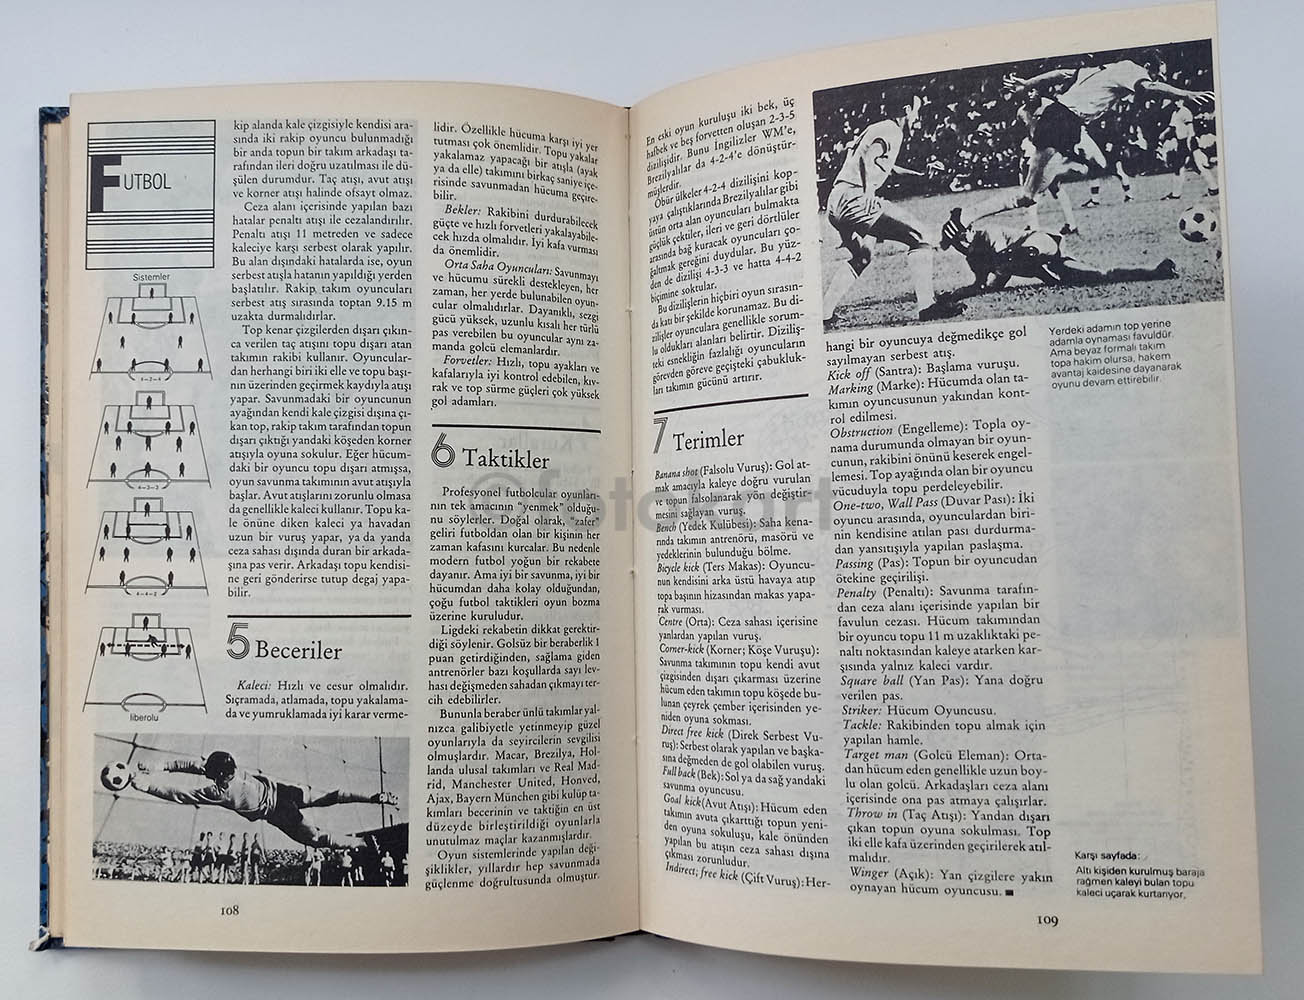 FUTBOL
Sistemler
4-2-4
4-3-3
4-4-2
liberolu
kip alanda kale çizgisiyle kendisi ara-
sında iki rakip oyuncu bulunmadığı
bir anda topun bir takım arkadaşı ta-
rafından ileri doğru uzatılması ile dü-
şülen durumdur. Taç atışı, avut atışı
ve korner atışı halinde ofsayt olmaz.
Ceza alanı içerisinde yapılan bazı
hatalar penaltı atışı ile cezalandırılır.
Penaltı atışı 11 metreden ve sadece
kaleciye karşı serbest olarak yapılır.
Bu alan dışındaki hatalarda ise, oyun
serbest atışla hatanın yapıldığı yerden
başlatılır. Rakip takım oyuncuları
serbest atış sırasında toptan 9.15 m
uzakta durmalıdırlar.
Top kenar çizgilerden dışarı çıkın-
ca verilen taç atışını topu dışarı atan
takımın rakibi kullanır. Oyuncular-
dan herhangi biri iki elle ve topu başı-
nın üzerinden geçirmek kaydıyla atışı
yapar. Savunmadaki bir oyuncunun
ayağından kendi kale çizgisi dışına çı-
kan top, rakip takım tarafından topun
dışarı çıktığı yandaki köşeden korner
atışıyla oyuna sokulur. Eğer hücum-
daki bir oyuncu topu dışarı atmışsa,
oyun savunma takımının avut atışıyla
başlar. Avut atışlarını zorunlu olmasa
da genellikle kaleci kullanır. Topu ka-
le önüne diken kaleci ya havadan
uzun bir vuruş yapar, ya da yanda
ceza sahası dışında duran bir arkada-
şına pas verir. Arkadaşı topu kendisi-
ne geri gönderirse tutup degaj yapa-
bilir.
5 Beceriler
Kaleci: Hızlı ve cesur olmalıdır.
Sıçramada, atlamada, topu yakalama-
da ve yumruklamada iyi karar verme-
108
lidir. Özellikle hücuma karşı iyi yer
tutması çok önemlidir. Topu yakalar
yakalamaz yapacağı bir atışla (ayak
ya da elle) takımını birkaç saniye içe-
risinde savunmadan hücuma geçire-
bilir.
Bekler: Rakibini durdurabilecek
güçte ve hızlı forvetleri yakalayabile-
cek hızda olmalıdır. İyi kafa vurması
da önemlidir.
Orta Saha Oyuncuları: Savunmayı
ve hücumu sürekli destekleyen, her
zaman, her yerde bulunabilen oyun-
cular olmalıdırlar. Dayanıklı, sezgi
gücü yüksek, uzunlu kısalı her türlü
pas verebilen bu oyuncular aynı za-
manda golcü elemanlardır.
Forvetler: Hızlı, topu ayakları ve
kafalarıyla iyi kontrol edebilen, kıv-
rak ve top sürme güçleri çok yüksek
gol adamları.
6 Taktikler
Profesyonel futbolcular oyunları-
nın tek amacının “yenmek” olduğu-
nu söylerler. Doğal olarak, zafer
geliri futboldan olan bir kişinin her
zaman kafasını kurcalar. Bu nedenle
modern futbol yoğun bir rekabete
dayanır. Ama iyi bir savunma, iyi bir
hücumdan daha kolay olduğundan,
çoğu futbol taktikleri oyun bozma
üzerine kuruludur.
Ligdeki rekabetin dikkat gerektir-
diği söylenir. Golsüz bir beraberlik 1
puan getirdiğinden, sağlama giden
antrenörler bazı koşullarda sayı lev-
hası değişmeden sahadan çıkmayı ter-
cih edebilirler.
Bununla beraber ünlü takımlar yal-
nızca galibiyetle yetinmeyip güzel
oyunlarıyla da seyircilerin sevgilisi
olmuşlardır. Macar, Brezilya, Hol-
landa ulusal takımları ve Real Mad-
rid, Manchester United, Honved,
Ajax, Bayern München gibi kulüp ta-
kımları becerinin ve taktiğin en üst
düzeyde birleştirildiği oyunlarla
unutulmaz maçlar kazanmışlardır.
Oyun sistemlerinde yapılan deği-
şiklikler, yıllardır hep savunmada
güçlenme doğrultusunda olmuştur.
En eski oyun kuruluşu iki bek, üç
hafbek ve beş forvetten oluşan 2-3-5
dizilişidir. Bunu İngilizler WM’e,
Brezilyalılar da 4-2-4’e dönüştür-
müşlerdir.
Öbür ülkeler 4-2-4 dizilişini kop-
yaya çalıştıklarında Brezilyalılar gibi
üstün orta alan oyuncuları bulmakta
güçlük çektiler, ileri ve geri dörtlüler
arasında bağ kuracak oyuncuları ço-
ğaltmak gereğini duydular. Bu yüz-
den de dizilişi 4-3-3 ve hatta 4-4-2
biçimine soktular.
Bu dizilişlerin hiçbiri oyun sırasın-
da katı bir şekilde korunamaz. Bu di-
zilişler oyunculara genellikle sorum-
lu oldukları alanları belirtir. Diziliş-
teki esnekliğin fazlalığı oyuncuların
görevden göreve geçişteki çabukluk-
ları takımın gücünü artırır.
7 Terimler
Banana shot (Falsolu Vuruş): Gol at-
mak amacıyla kaleye doğru vurulan
ve topun falsolanarak yön değiştir-
mesini sağlayan vuruş.
Bench (Yedek Kulübesi): Saha kena-
rında takımın antrenörü, masörü ve
yedeklerinin bulunduğu bölme.
Bicycle kick (Ters Makas): Oyuncu-
nun kendisini arka üstü havaya atıp
topa başının hizasından makas yapa-
rak vurması.
Centre (Orta): Ceza sahası içerisine
yanlardan yapılan vuruş.
Corner-kick (Korner; Köşe Vuruşu):
Savunma takımının topu kendi avut
çizgisinden dışarı çıkarması üzerine
hücum eden takımın topu köşede bu-
lunan çeyrek çember içerisinden ye-
niden oyuna sokması.
Direct free kick (Direk Serbest Vu-
ruş): Serbest olarak yapılan ve başka-
sına değmeden de gol olabilen vuruş.
Full back (Bek): Sol ya da sağ yandaki
savunma oyuncusu.
Goal kick (Avut Atışı): Hücum eden
takımın avuta çıkarttığı topun yeni-
den oyuna sokuluşu, kale önünden
yapılan bu atışın ceza sahası dışına
çıkması zorunludur.
Indirect; free kick (Çift Vuruş): Her-
hangi bir oyuncuya değmedikçe gol
sayılmayan serbest atış.
Kick off (Santra): Başlama vuruşu.
Marking (Marke): Hücumda olan ta-
kımın oyuncusunun yakından kont-
rol edilmesi.
Obstruction (Engelleme): Topla oy-
nama durumunda olmayan bir oyun-
cunun, rakibini önünü keserek engel-
lemesi. Top ayağında olan bir oyuncu
vücuduyla topu perdeleyebilir.
One-two, Wall Pass (Duvar Pası): İki
oyuncu arasında, oyunculardan biri-
nin kendisine atılan pası durdurma-
dan yansıtışıyla yapılan paslaşma.
Passing (Pas): Topun bir oyuncudan
ötekine geçirilişi.
Penalty (Penaltı): Savunma tarafın-
dan ceza alanı içerisinde yapılan bir
favulun cezası. Hücum takımından
bir oyuncu topu 11 m uzaklıktaki pe-
naltı noktasından kaleye atarken kar-
şısında yalnız kaleci vardır.
Square ball (Yan Pas): Yana doğru
verilen pas.
Striker: Hücum Oyuncusu.
Tackle: Rakibinden topu almak için
yapılan hamle.
Target man (Golcü Eleman): Orta-
dan hücum eden genellikle uzun boy-
lu olan golcü. Arkadaşları ceza alanı
içerisinde ona pas atmaya çalışırlar.
Throw in (Taç Atışı): Yandan dışarı
çıkan topun oyuna sokulması. Top
iki elle kafa üzerinden geçirilerek atıl-
malıdır.
Winger (Açık): Yan çizgilere yakın
oynayan hücum oyuncusu.
Yerdeki adamın top yerine
adamla oynaması favuldür.
Ama beyaz formalı takım
topa hakim olursa, hakem
avantaj kaidesine dayanarak
oyunu devam ettirebilir.
Karşı sayfada:
Altı kişiden kurulmuş baraja
rağmen kaleyi bulan topu
kaleci uçarak kurtarıyor.
109